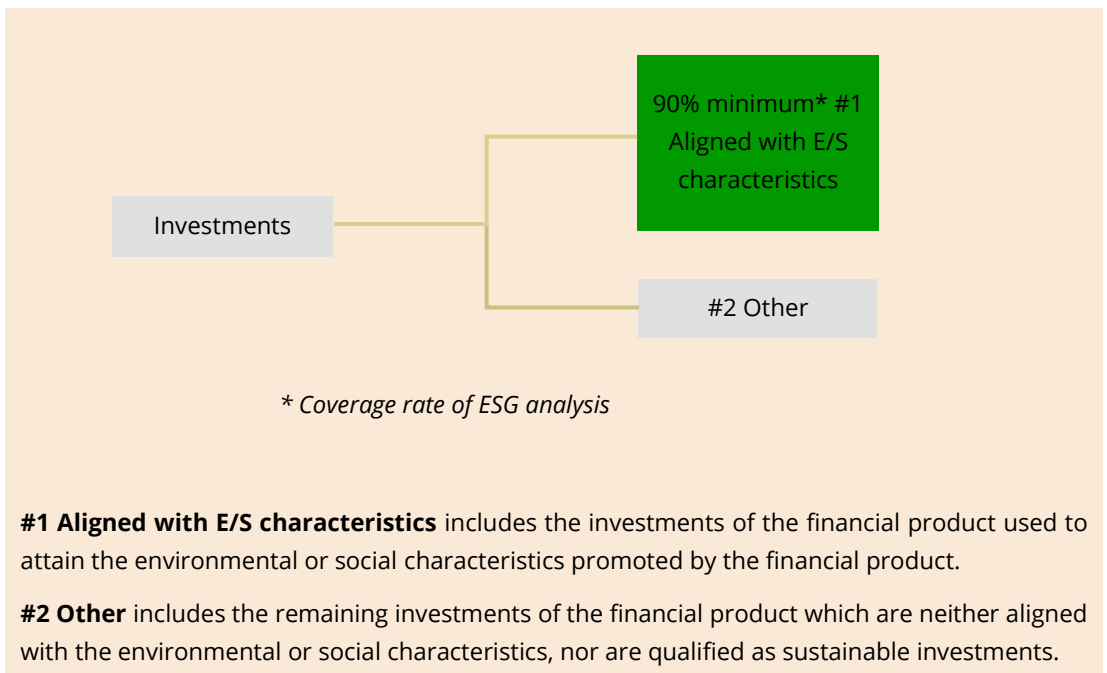 90% minimum* #1
Aligned with E/S
characteristics
Investments
#2 Other
* Coverage rate of ESG analysis
#1 Aligned with E/S characteristics includes the investments of the financial product used to
attain the environmental or social characteristics promoted by the financial product.
#2 Other includes the remaining investments of the financial product which are neither aligned
with the environmental or social characteristics, nor are qualified as sustainable investments.